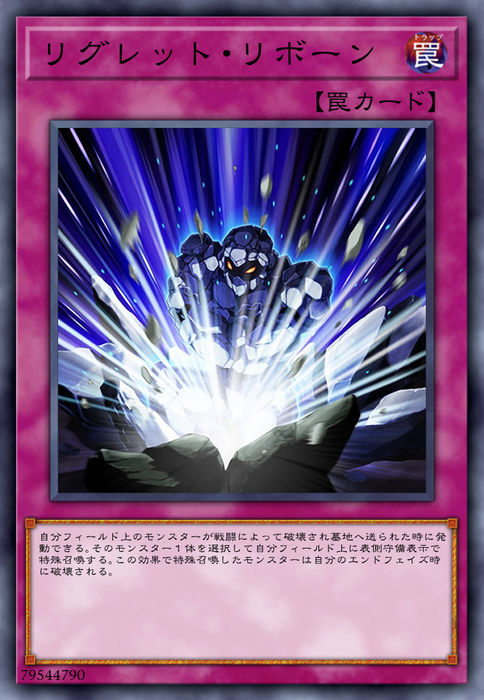 リグレット・リボーン
トラップ
罠
【罠カード】
自分フィールド上のモンスターが戦闘によって破壊され墓地へ送られた時に発
動できる。そのモンスター１体を選択して自分フィールド上に表側守備表示で
特殊召喚する。この効果で特殊召喚したモンスターは自分のエンドフェイズ時
に破壊される。
79544790